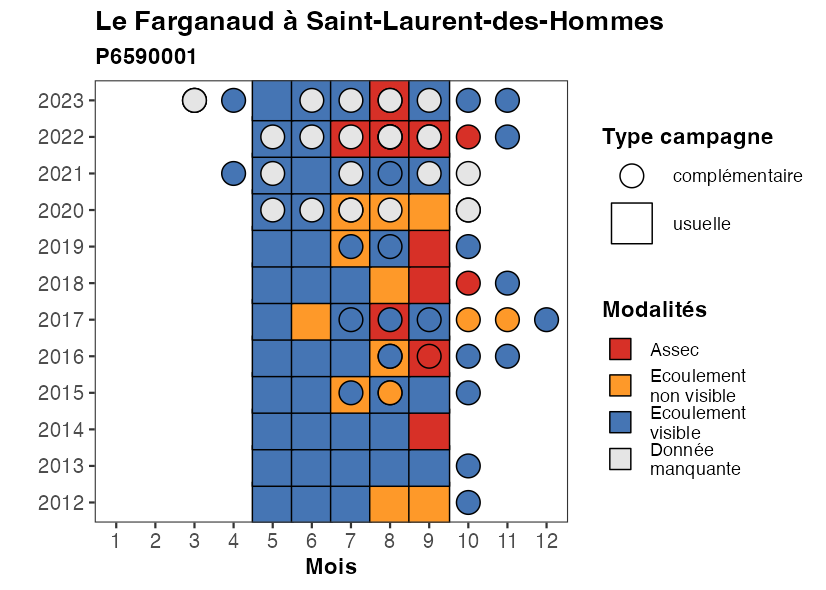 Le Farganaud à Saint-Laurent-des-Hommes
P6590001
2023
2022
2021
2020
2019
2018
2017
2016
2015
2014
2013
2012
1 2 3 4 5 6 7 8 9 10 11 12
Mois
Type campagne
complémentaire
usuelle
Modalités
Assec
Ecoulement
non visible
Ecoulement
visible
Donnée
manquante